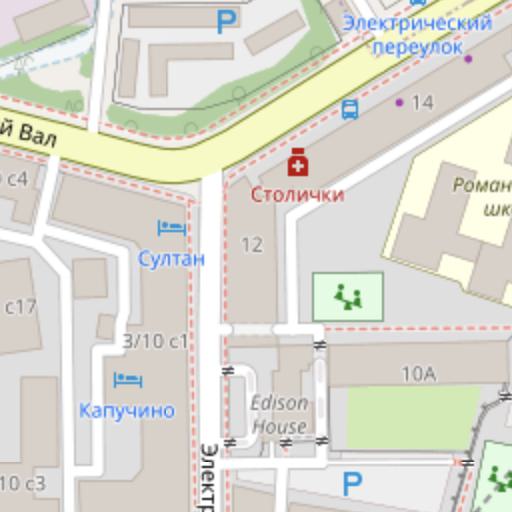 P
Электрический
переулок
14
й Вал
с4
Столички
Роман
шк
12
Султан
с17
3/10 с1
10А
Капучино
Edison
House
Электр
10 с3
P